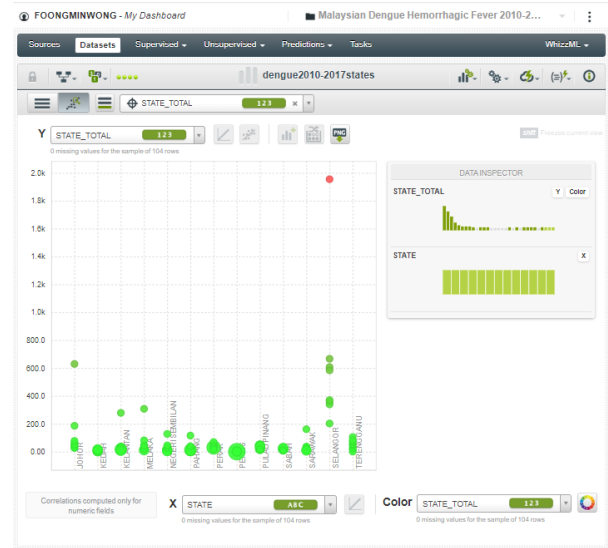 FOONGMINWONG - My Dashboard
Malaysian Dengue Hemorrhagic Fever 2010-2...
Sources Datasets Supervised Unsupervised Predictions Tasks WhizzML
dengue2010-2017states
STATE_TOTAL 123 ×
Y STATE_TOTAL 123 PNG
0 missing values for the sample of 104 rows
2.0k
1.8k
1.6k
1.4k
1.2k
1.0k
800.0
600.0
400.0
200.0
0.00
JOHOR
KEDAH
KELANTAN
MELAKA
NEGERI SEMBILAN
PAHANG
PERAK
PERLIS
PULAU PINANG
SABAH
SARAWAK
SELANGOR
TERENGGANU
DATA INSPECTOR
STATE_TOTAL Y Color
STATE X
Correlations computed only for
numeric fields
X STATE ABC
0 missing values for the sample of 104 rows
Color STATE_TOTAL 123
0 missing values for the sample of 104 rows